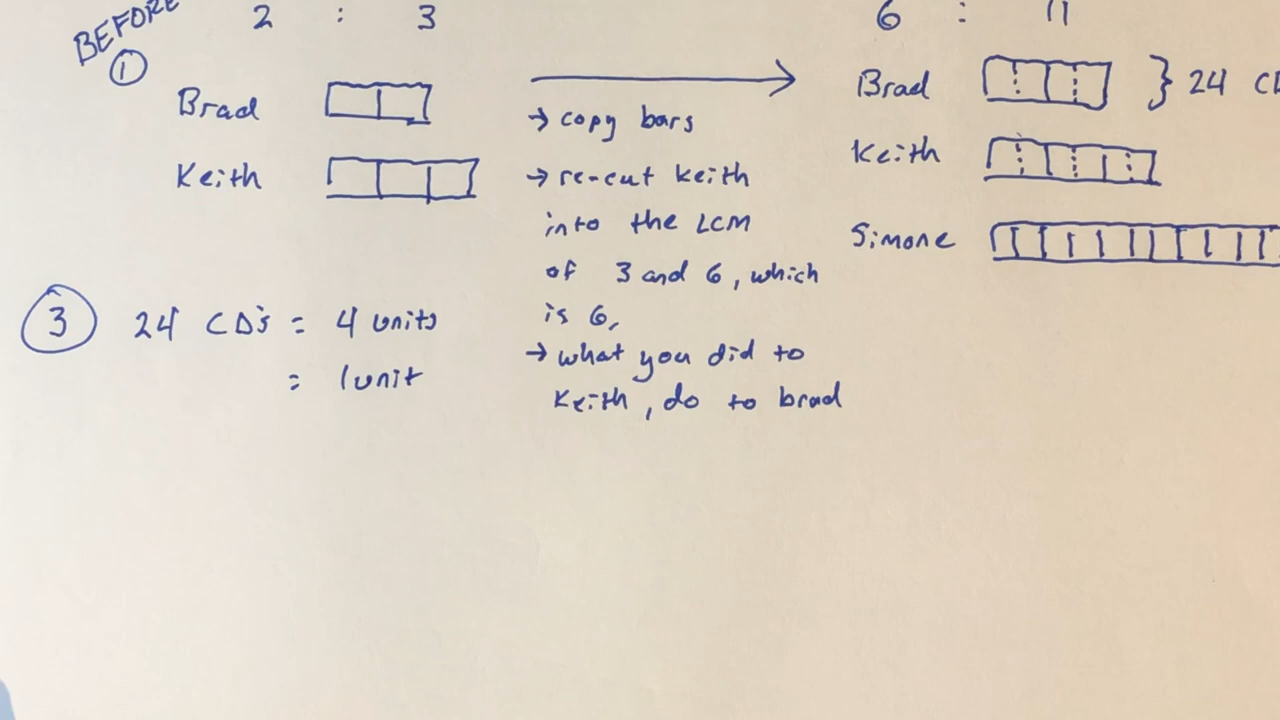 BEFORE
2 : 3
6 : 11
①
Brad
Keith
→ copy bars
→ re-cut Keith
into the LCM
of 3 and 6, which
is 6,
→ what you did to
Keith, do to brad
Brad } 24 CD
Keith
Simone
③ 24 CD's = 4 units
= 1 unit